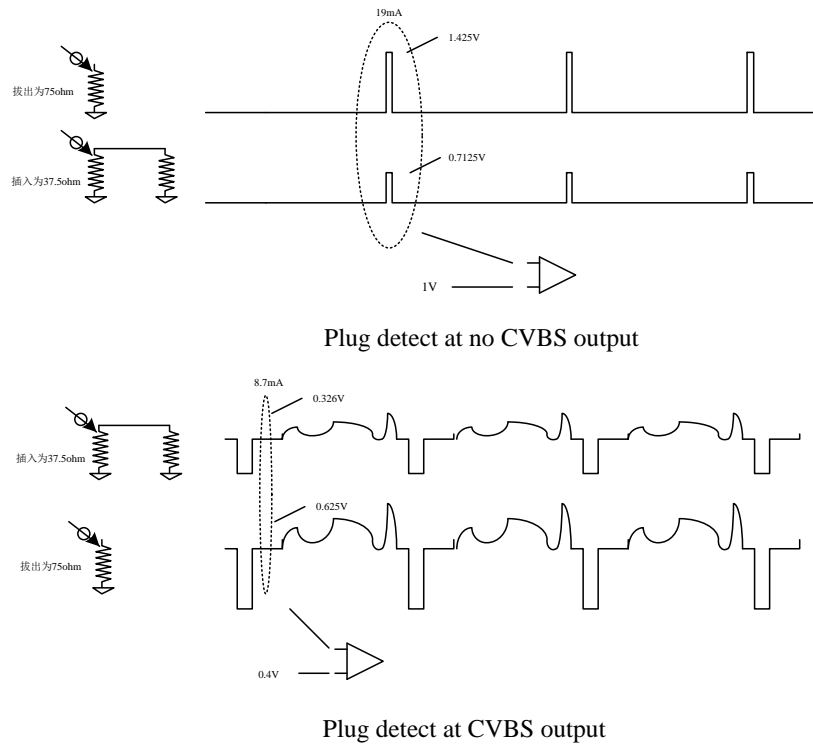 19mA
1.425V
拔出为75ohm
0.7125V
插入为37.5ohm
1V
Plug detect at no CVBS output
8.7mA
0.326V
插入为37.5ohm
0.625V
拔出为75ohm
0.4V
Plug detect at CVBS output